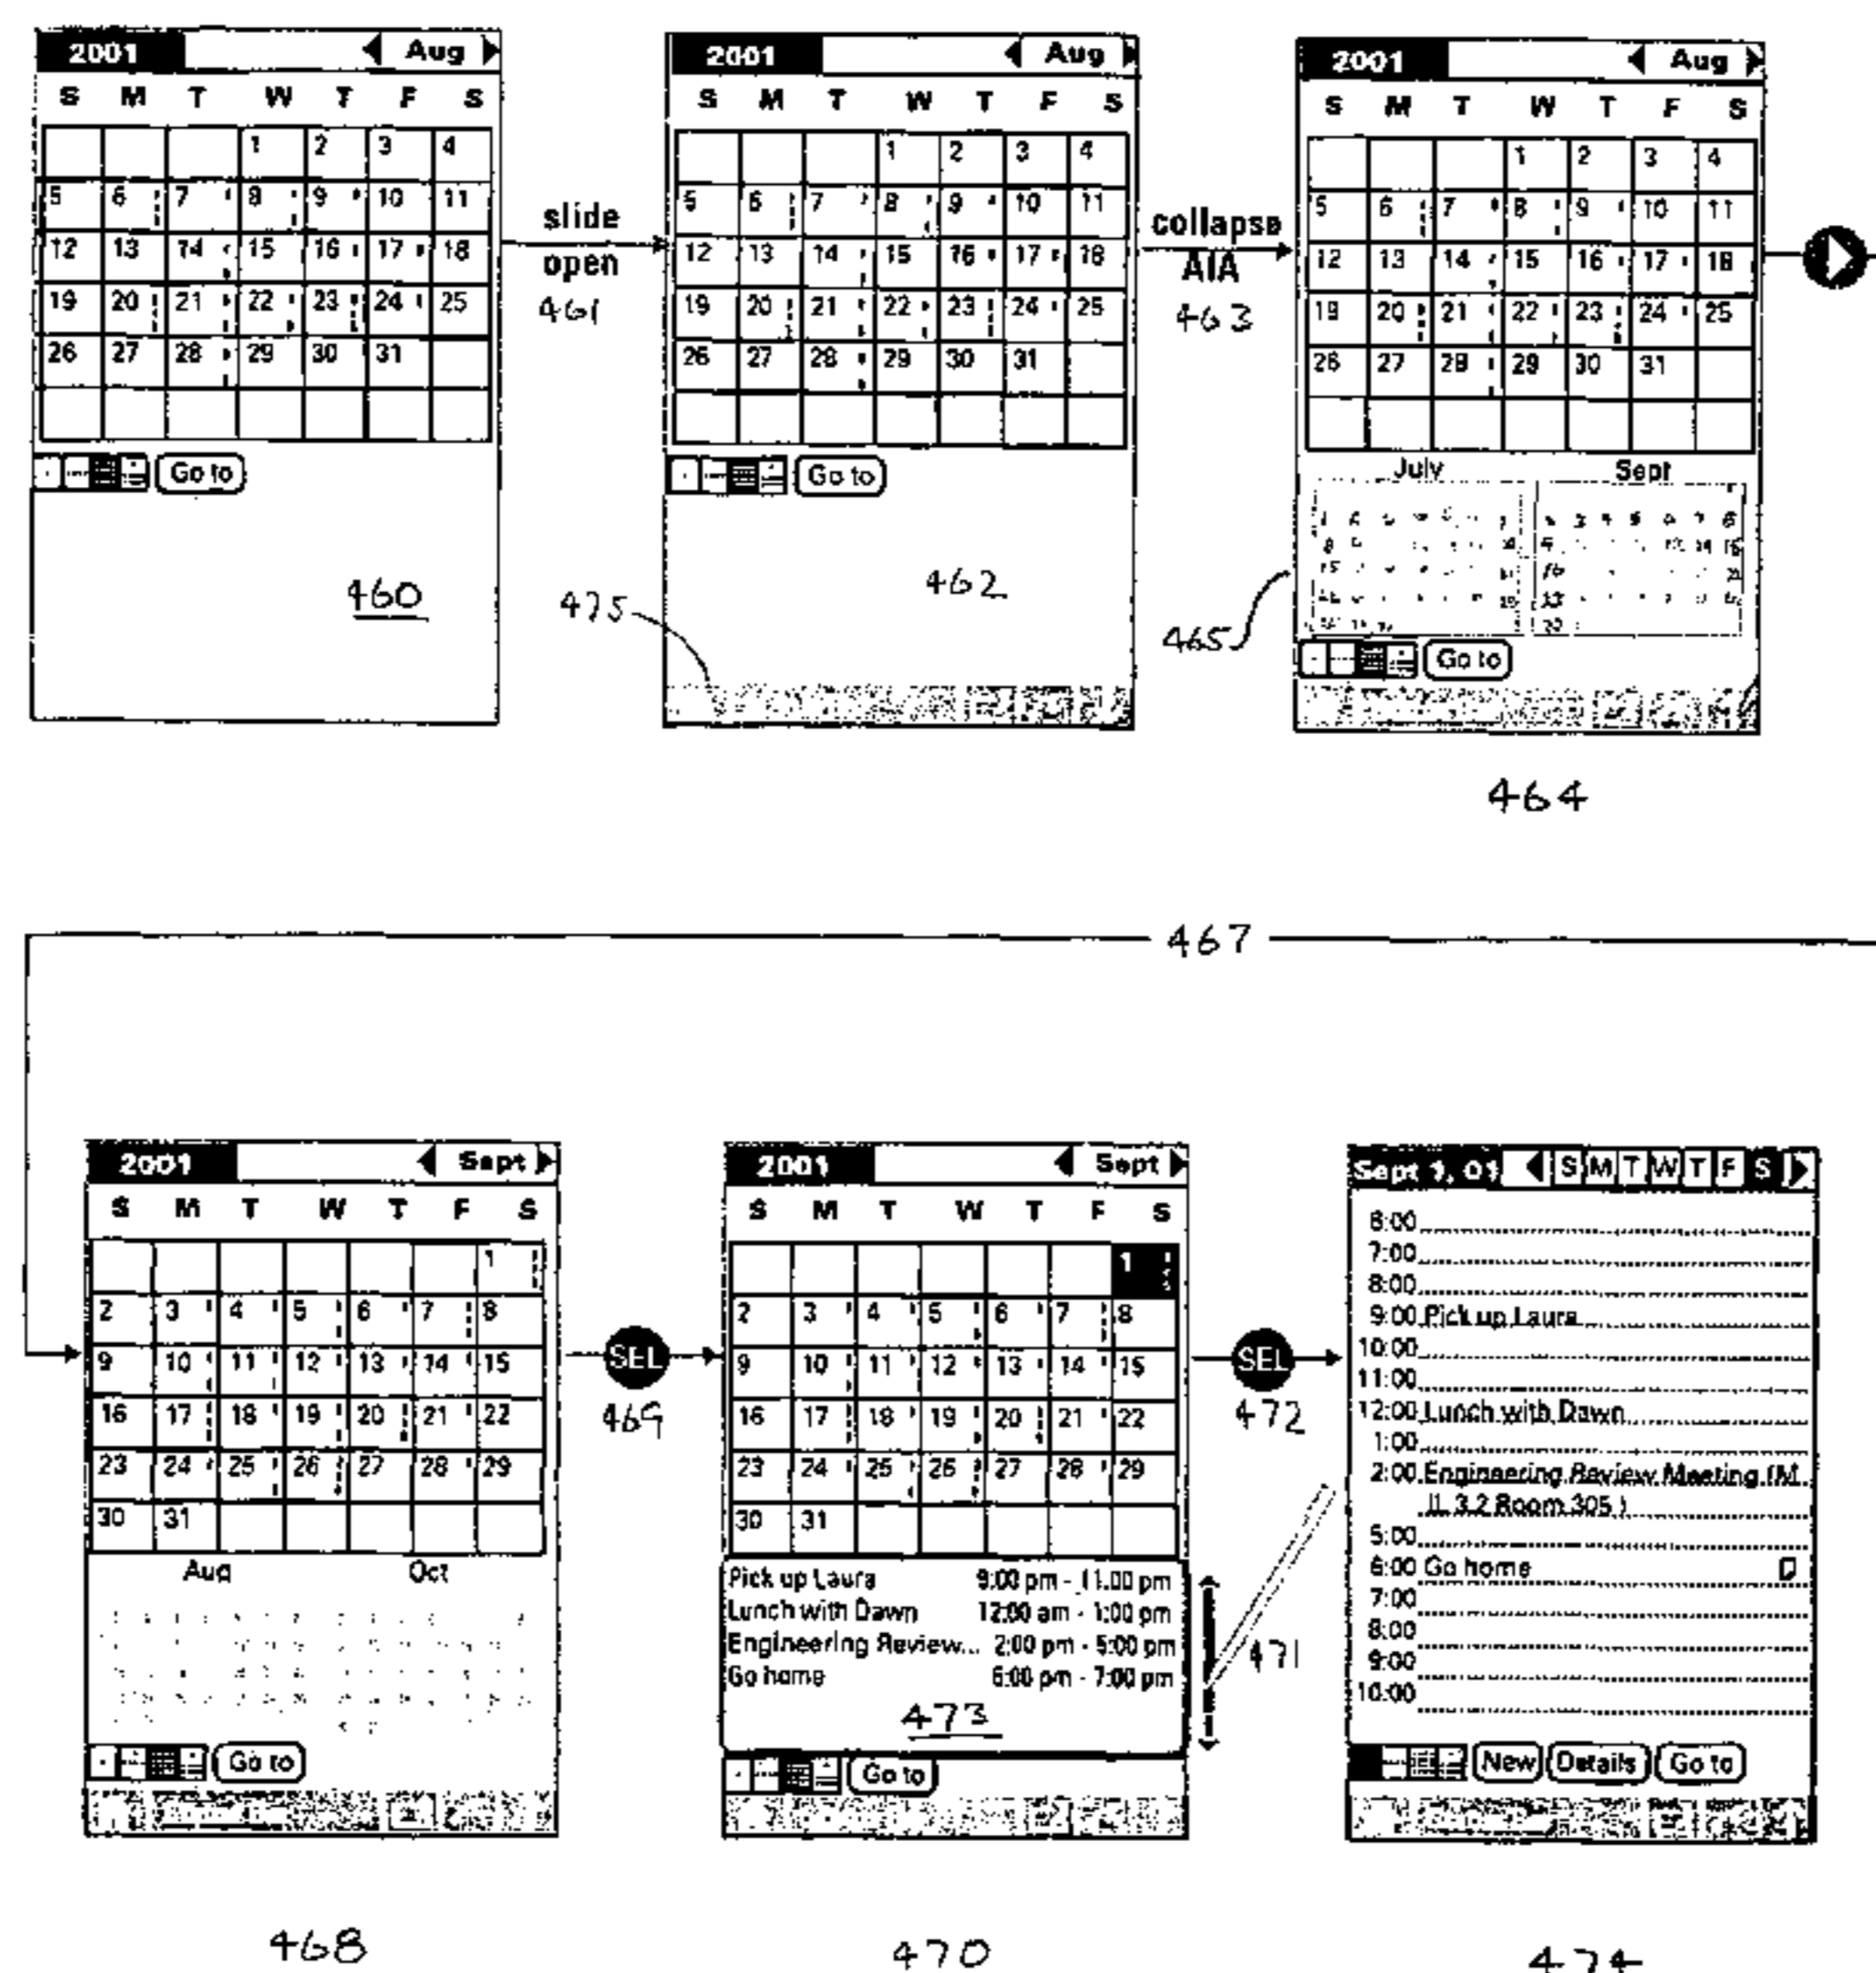 2001 Aug
S M T W T F S
1 2 3 4
5 6 7 8 9 10 11
12 13 14 15 16 17 18
19 20 21 22 23 24 25
26 27 28 29 30 31
Go to
460
slide
open
461
2001 Aug
S M T W T F S
1 2 3 4
5 6 7 8 9 10 11
12 13 14 15 16 17 18
19 20 21 22 23 24 25
26 27 28 29 30 31
Go to
462
475
collapse
AIA
463
2001 Aug
S M T W T F S
1 2 3 4
5 6 7 8 9 10 11
12 13 14 15 16 17 18
19 20 21 22 23 24 25
26 27 28 29 30 31
July Sept
465
Go to
464
467
2001 Sept
S M T W T F S
1
2 3 4 5 6 7 8
9 10 11 12 13 14 15
16 17 18 19 20 21 22
23 24 25 26 27 28 29
30 31
Aug Oct
Go to
468
SEL
469
2001 Sept
S M T W T F S
1
2 3 4 5 6 7 8
9 10 11 12 13 14 15
16 17 18 19 20 21 22
23 24 25 26 27 28 29
30 31
Pick up Laura 9:00 pm - 11:00 pm
Lunch with Dawn 12:00 am - 1:00 pm
Engineering Review... 2:00 pm - 5:00 pm
Go home 6:00 pm - 7:00 pm
473
Go to
470
471
SEL
472
Sept 1, 01 S M T W T F S
6:00
7:00
8:00
9:00 Pick up Laura
10:00
11:00
12:00 Lunch with Dawn
1:00
2:00 Engineering Review Meeting (M
3.2 Room 305 )
5:00
6:00 Go home
7:00
8:00
9:00
10:00
New Details Go to
474